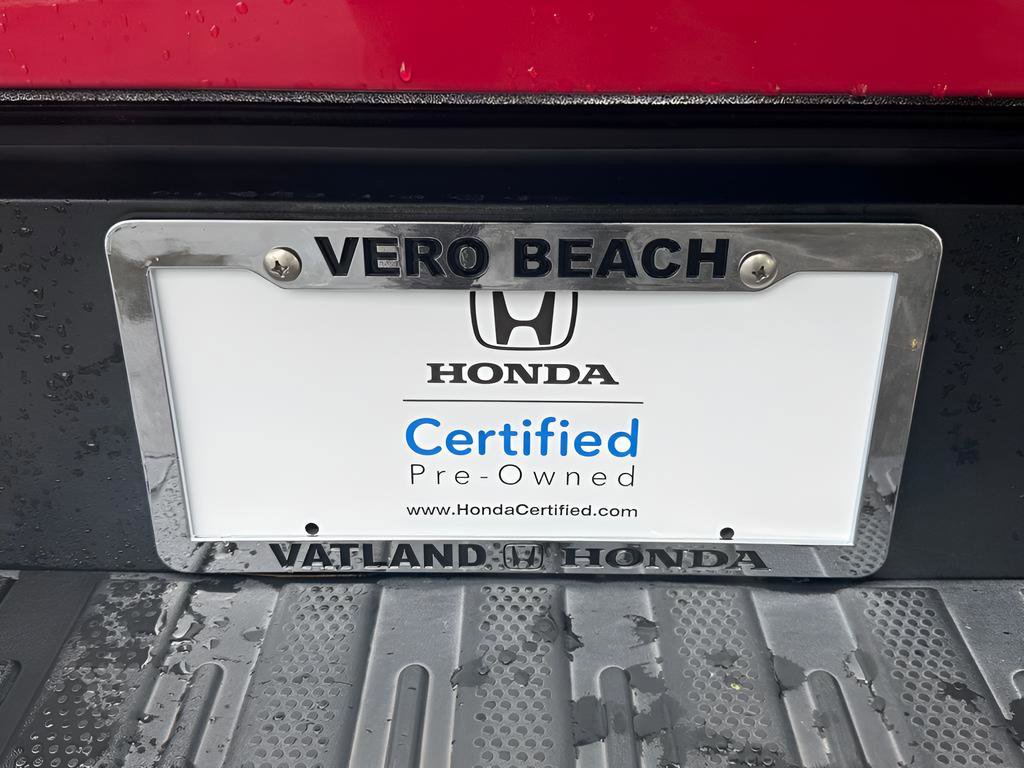 VERO BEACH
HONDA
Certified
Pre-Owned
www.HondaCertified.com
VATLAND HONDA